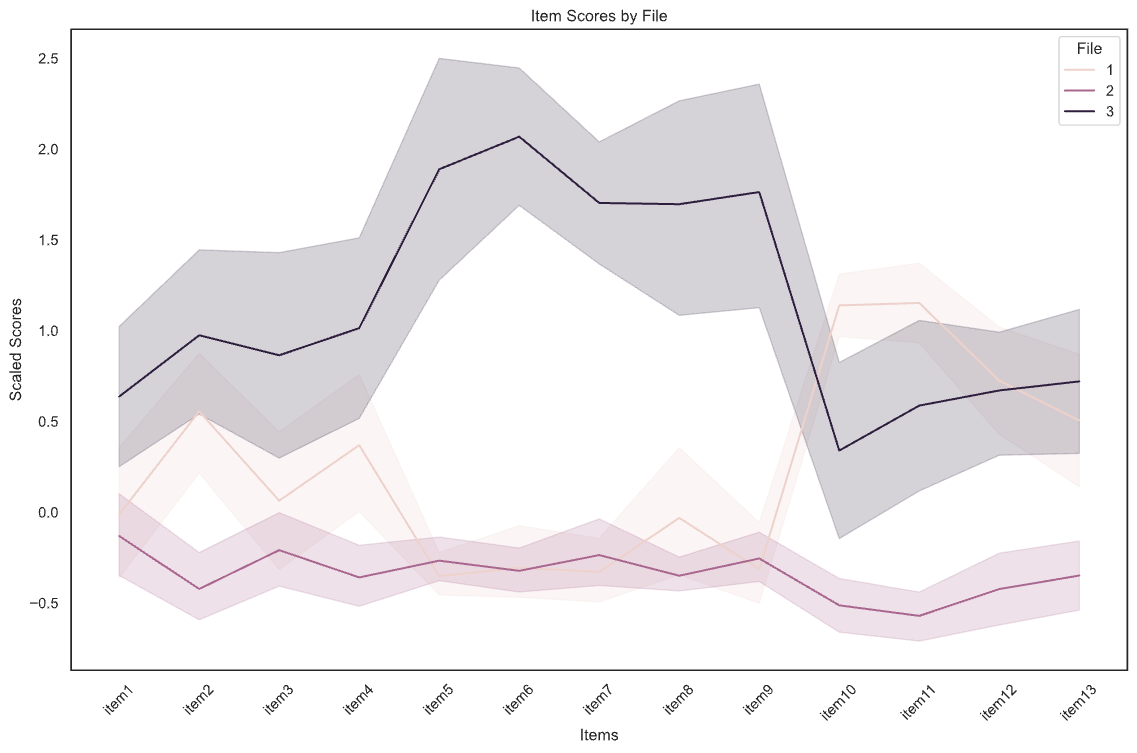 Item Scores by File
File
1
2
3
2.5
2.0
1.5
1.0
0.5
0.0
−0.5
Scaled Scores
item1
item2
item3
item4
item5
item6
item7
item8
item9
item10
item11
item12
item13
Items